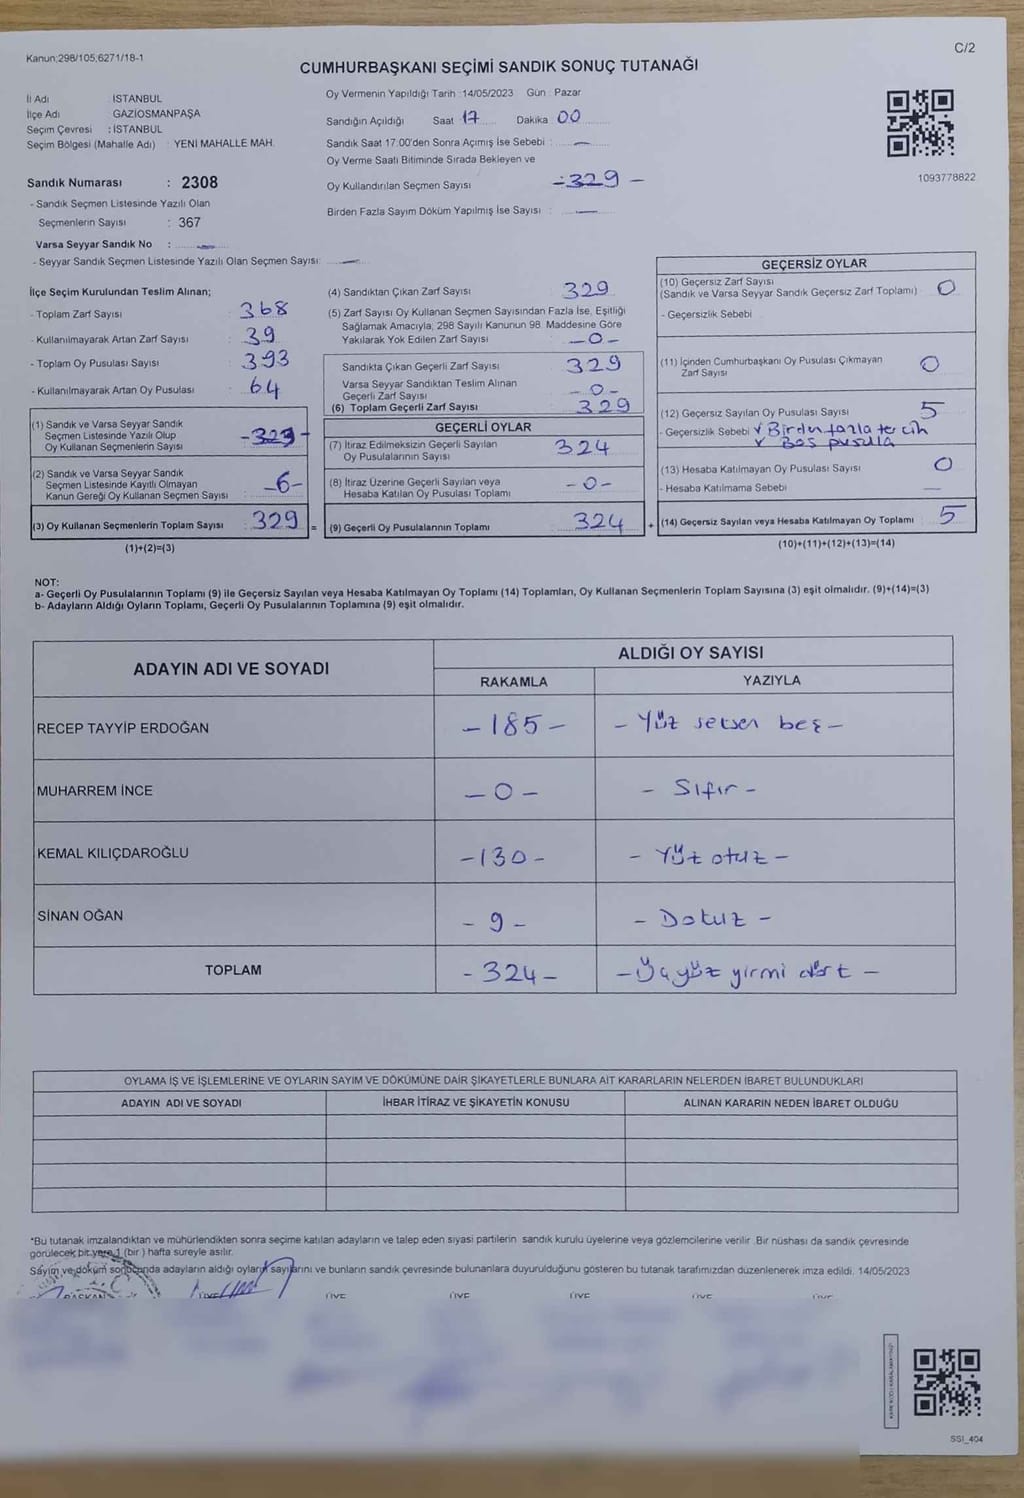 Kanun:298/105;6271/18-1
C/2
CUMHURBAŞKANI SEÇİMİ SANDIK SONUÇ TUTANAĞI
İl Adı : İSTANBUL
İlçe Adı GAZİOSMANPAŞA
Seçim Çevresi : İSTANBUL
Seçim Bölgesi (Mahalle Adı) : YENİ MAHALLE MAH.
Sandık Numarası : 2308
- Sandık Seçmen Listesinde Yazılı Olan
Seçmenlerin Sayısı : 367
Varsa Seyyar Sandık No : —
- Seyyar Sandık Seçmen Listesinde Yazılı Olan Seçmen Sayısı: —
Oy Vermenin Yapıldığı Tarih : 14/05/2023 Gün : Pazar
Sandığın Açıldığı Saat 17 Dakika 00
Sandık Saat 17:00'den Sonra Açımış İse Sebebi : —
Oy Verme Saati Bitiminde Sırada Bekleyen ve
Oy Kullandırılan Seçmen Sayısı -329-
Birden Fazla Sayım Döküm Yapılmış İse Sayısı : —
1093778822
İlçe Seçim Kurulundan Teslim Alınan;
- Toplam Zarf Sayısı 368
- Kullanılmayarak Artan Zarf Sayısı 39
- Toplam Oy Pusulası Sayısı 393
- Kullanılmayarak Artan Oy Pusulası 64
(1) Sandık ve Varsa Seyyar Sandık
Seçmen Listesinde Yazılı Olup
Oy Kullanan Seçmenlerin Sayısı -323-
(2) Sandık ve Varsa Seyyar Sandık
Seçmen Listesinde Kayıtlı Olmayan
Kanun Gereği Oy Kullanan Seçmen Sayısı -6-
(3) Oy Kullanan Seçmenlerin Toplam Sayısı 329 =
(1)+(2)=(3)
(4) Sandıktan Çıkan Zarf Sayısı 329
(5) Zarf Sayısı Oy Kullanan Seçmen Sayısından Fazla İse, Eşitliği
Sağlamak Amacıyla, 298 Sayılı Kanunun 98. Maddesine Göre
Yakılarak Yok Edilen Zarf Sayısı -0-
Sandıkta Çıkan Geçerli Zarf Sayısı 329
Varsa Seyyar Sandıktan Teslim Alınan
Geçerli Zarf Sayısı -0-
(6) Toplam Geçerli Zarf Sayısı 329
GEÇERLİ OYLAR
(7) İtiraz Edilmeksizin Geçerli Sayılan
Oy Pusulalarının Sayısı 324
(8) İtiraz Üzerine Geçerli Sayılan veya
Hesaba Katılan Oy Pusulası Toplamı -0-
(9) Geçerli Oy Pusulalarının Toplamı 324 +
GEÇERSİZ OYLAR
(10) Geçersiz Zarf Sayısı
(Sandık ve Varsa Seyyar Sandık Geçersiz Zarf Toplamı) 0
- Geçersizlik Sebebi
(11) İçinden Cumhurbaşkanı Oy Pusulası Çıkmayan
Zarf Sayısı 0
(12) Geçersiz Sayılan Oy Pusulası Sayısı 5
- Geçersizlik Sebebi v Birden fazla tercih
v Boş pusula
(13) Hesaba Katılmayan Oy Pusulası Sayısı 0
- Hesaba Katılmama Sebebi —
(14) Geçersiz Sayılan veya Hesaba Katılmayan Oy Toplamı 5
(10)+(11)+(12)+(13)=(14)
NOT:
a- Geçerli Oy Pusulalarının Toplamı (9) ile Geçersiz Sayılan veya Hesaba Katılmayan Oy Toplamı (14) Toplamları, Oy Kullanan Seçmenlerin Toplam Sayısına (3) eşit olmalıdır. (9)+(14)=(3)
b- Adayların Aldığı Oyların Toplamı, Geçerli Oy Pusulalarının Toplamına (9) eşit olmalıdır.
ADAYIN ADI VE SOYADI ALDIĞI OY SAYISI
RAKAMLA YAZIYLA
RECEP TAYYİP ERDOĞAN -185- -Yüz seksen beş-
MUHARREM İNCE -0- -Sıfır-
KEMAL KILIÇDAROĞLU -130- -Yüz otuz-
SİNAN OĞAN -9- -Dokuz-
TOPLAM -324- -Üçyüz yirmi dört-
OYLAMA İŞ VE İŞLEMLERİNE VE OYLARIN SAYIM VE DÖKÜMÜNE DAİR ŞİKAYETLERLE BUNLARA AİT KARARLARIN NELERDEN İBARET BULUNDUKLARI
ADAYIN ADI VE SOYADI İHBAR İTİRAZ VE ŞİKAYETİN KONUSU ALINAN KARARIN NEDEN İBARET OLDUĞU
*Bu tutanak imzalandıktan ve mühürlendikten sonra seçime katılan adayların ve talep eden siyasi partilerin sandık kurulu üyelerine veya gözlemcilerine verilir. Bir nüshası da sandık çevresinde
görülecek bir yere 1 (bir) hafta süreyle asılır.
Sayım ve döküm sonucunda adayların aldığı oyların sayılarını ve bunların sandık çevresinde bulunanlara duyurulduğunu gösteren bu tutanak tarafımızdan düzenlenerek imza edildi. 14/05/2023
BAŞKAN ÜYE ÜYE ÜYE ÜYE ÜYE ÜYE
SSI_404